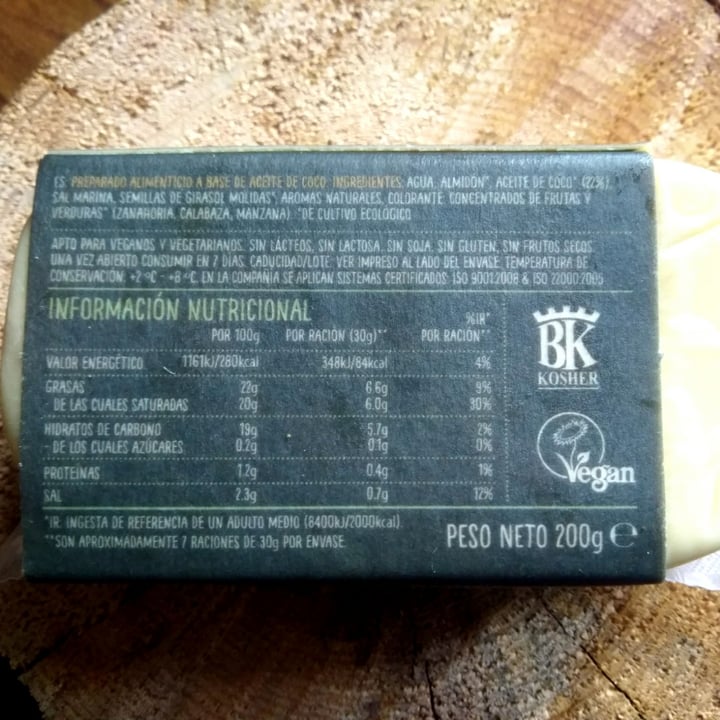 ES. PREPARADO ALIMENTICIO A BASE DE ACEITE DE COCO. INGREDIENTES: AGUA, ALMIDÓN*, ACEITE DE COCO* (22%),
SAL MARINA, SEMILLAS DE GIRASOL MOLIDAS*, AROMAS NATURALES, COLORANTE: CONCENTRADOS DE FRUTAS Y
VERDURAS* (ZANAHORIA, CALABAZA, MANZANA). *DE CULTIVO ECOLÓGICO
APTO PARA VEGANOS Y VEGETARIANOS. SIN LÁCTEOS, SIN LACTOSA, SIN SOJA, SIN GLUTEN, SIN FRUTOS SECOS.
UNA VEZ ABIERTO CONSUMIR EN 7 DÍAS. CADUCIDAD/LOTE: VER IMPRESO AL LADO DEL ENVASE. TEMPERATURA DE
CONSERVACIÓN: +2 ºC - +8 ºC. EN LA COMPAÑÍA SE APLICAN SISTEMAS CERTIFICADOS: ISO 9001:2008 & ISO 22000:2005
INFORMACIÓN NUTRICIONAL
%IR*
POR 100g POR RACIÓN (30g)** POR RACIÓN**
VALOR ENERGÉTICO 1161kJ/280kcal 348kJ/84kcal 4%
GRASAS 22g 6.6g 9%
- DE LAS CUALES SATURADAS 20g 6.0g 30%
HIDRATOS DE CARBONO 19g 5.7g 2%
- DE LOS CUALES AZÚCARES 0.2g 0.1g 0%
PROTEÍNAS 1.2g 0.4g 1%
SAL 2.3g 0.7g 12%
*IR: INGESTA DE REFERENCIA DE UN ADULTO MEDIO (8400kJ/2000kcal).
**SON APROXIMADAMENTE 7 RACIONES DE 30g POR ENVASE.
BK
KOSHER
Vegan
PESO NETO 200g ℮